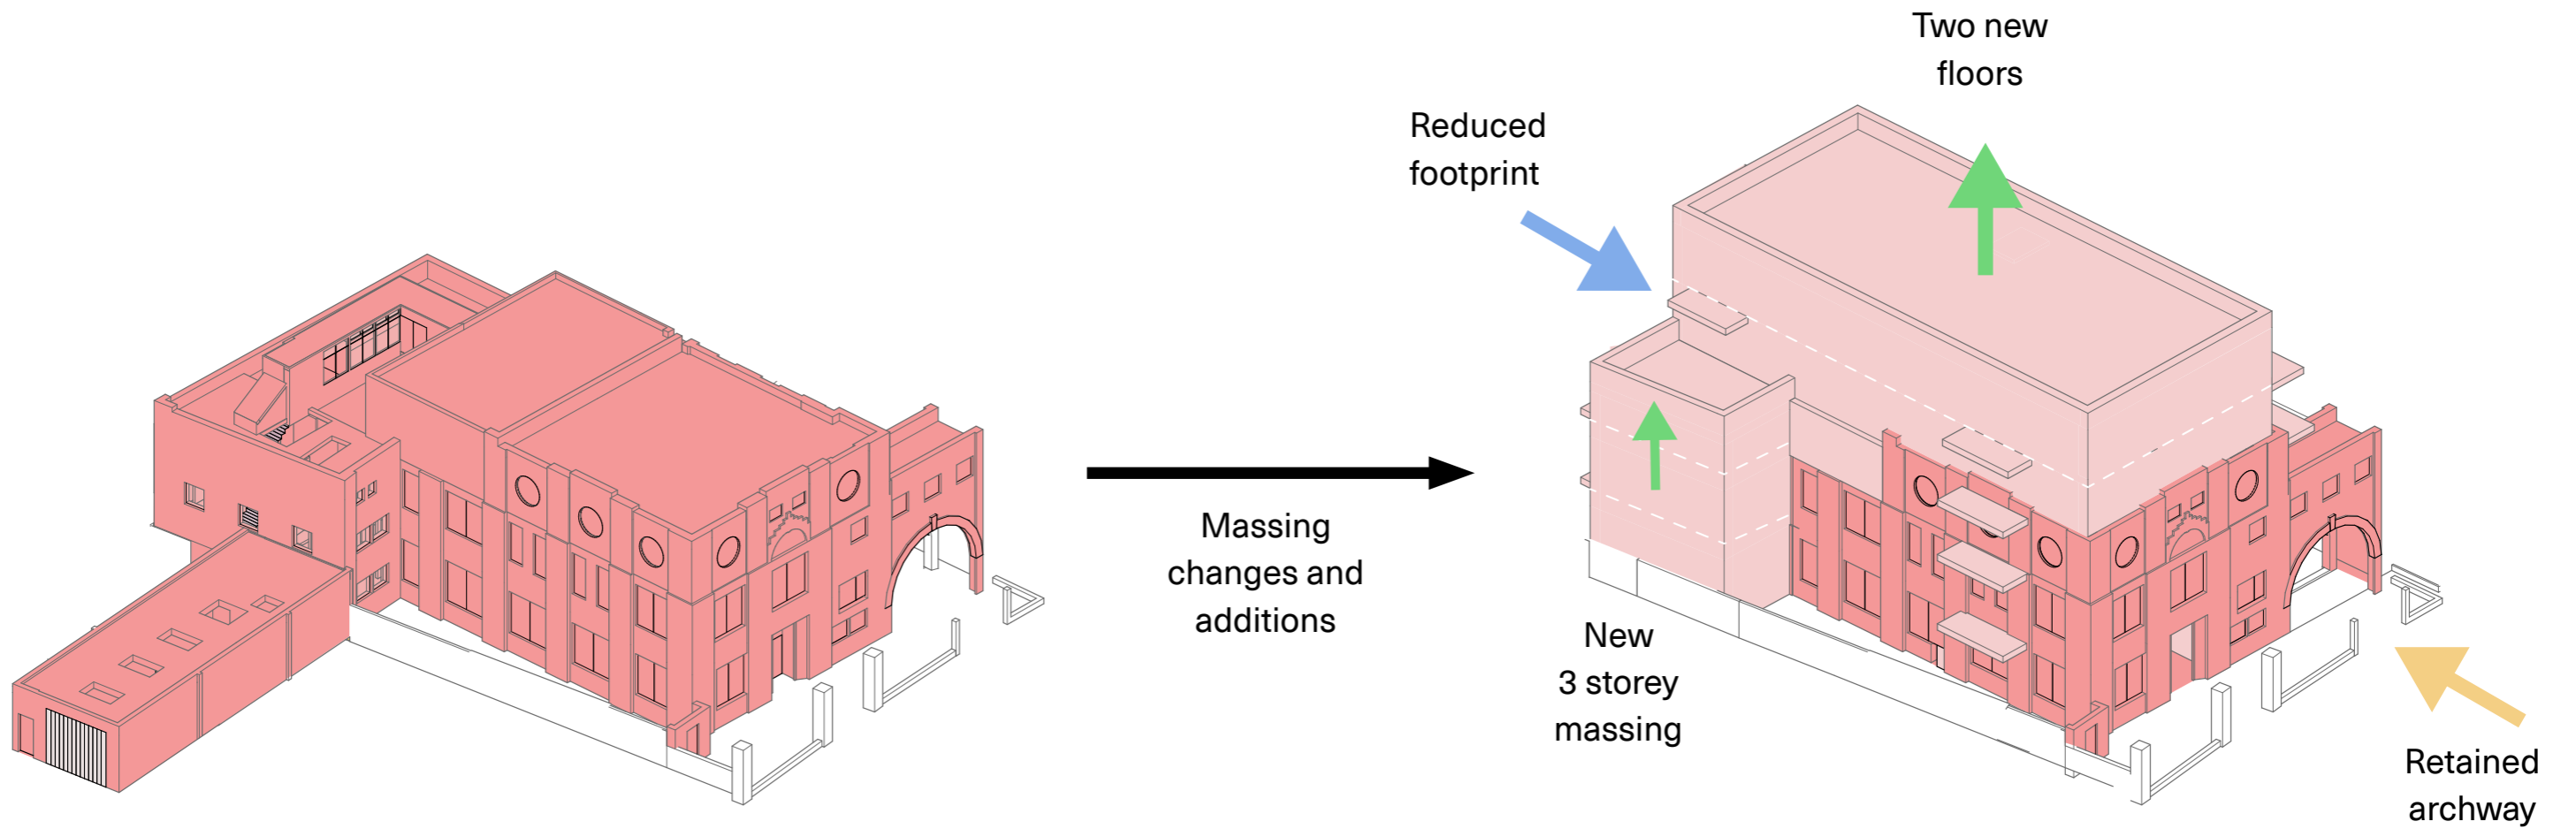 Two new
floors
Reduced
footprint
Massing
changes and
additions
New
3 storey
massing
Retained
archway